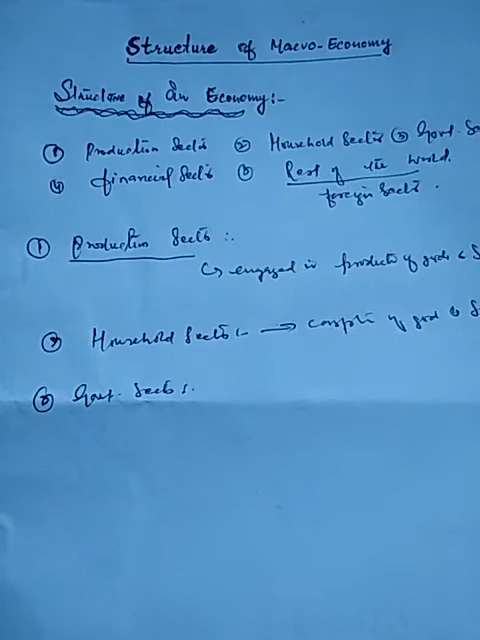 Structure of Macro-Economy
Structure of an Economy:-
① Production Sector ② Household Sector ③ Govt. Se
④ financial Sector ⑤ Rest of the World.
foreign Sector.
① Production Sector :-
↳ engaged in production of goods & S
② Household Sector :- → consumption of good & S
③ Govt. Sector :-